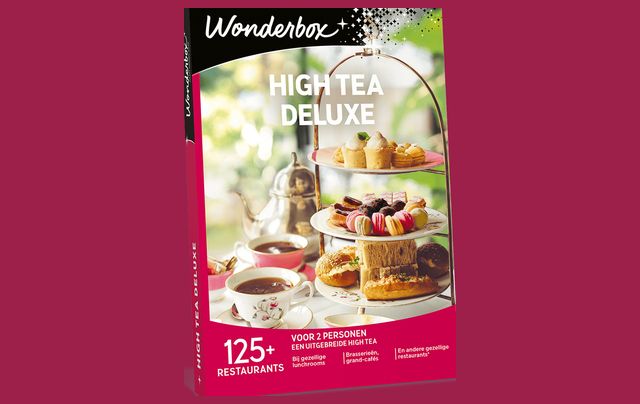 Wonderbox
HIGH TEA
DELUXE
Wonderbox
+ HIGH TEA DELUXE
125+
RESTAURANTS
VOOR 2 PERSONEN
EEN UITGEBREIDE HIGH TEA
Bij gezellige
lunchrooms
Brasserieën,
grand-cafés
En andere gezellige
restaurants*